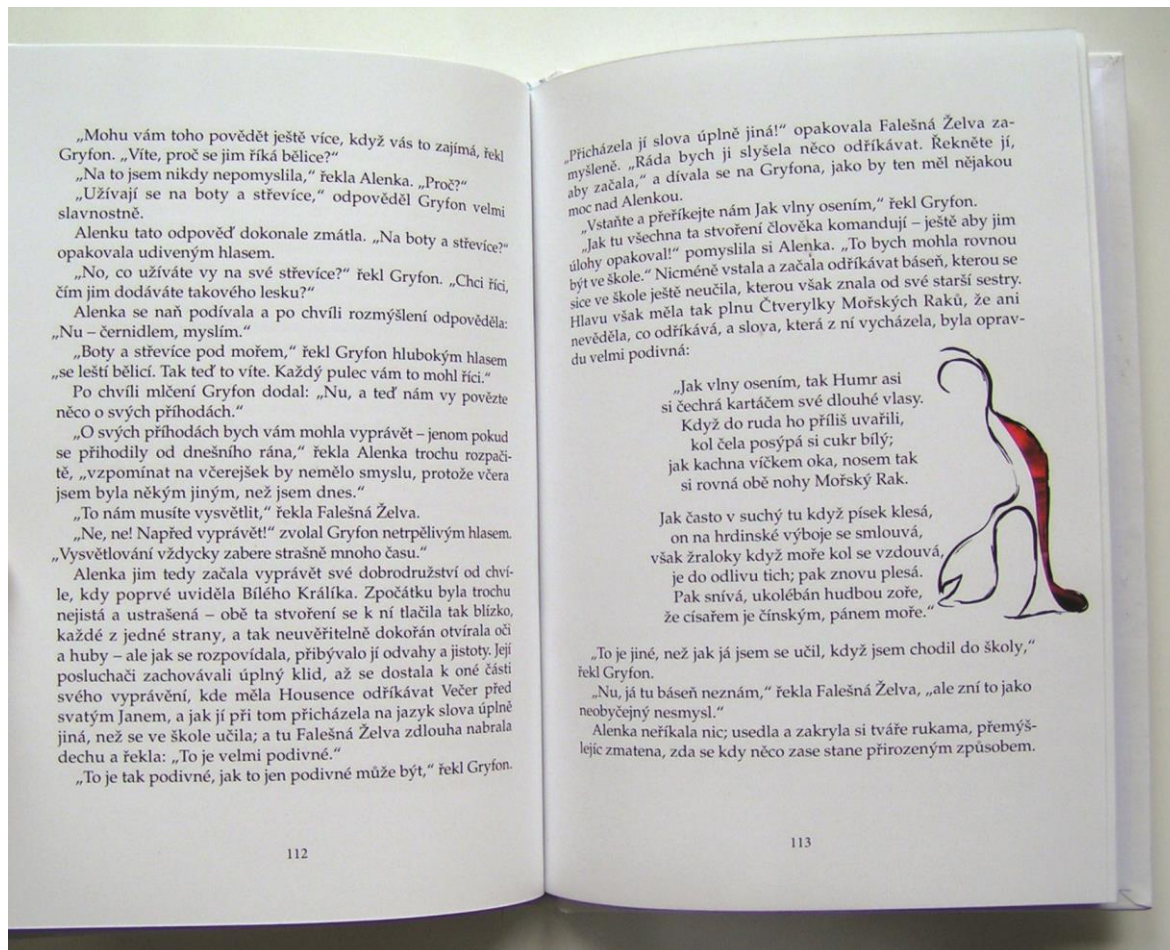 „Mohu vám toho povědět ještě více, když vás to zajímá, řekl
Gryfon. „Víte, proč se jim říká bělice?“
„Na to jsem nikdy nepomyslila,“ řekla Alenka. „Proč?“
„Užívají se na boty a střevíce,“ odpověděl Gryfon velmi
slavnostně.
Alenku tato odpověď dokonale zmátla. „Na boty a střevíce?“
opakovala udiveným hlasem.
„No, co užíváte vy na své střevíce?“ řekl Gryfon. „Chci říci,
čím jim dodáváte takového lesku?“
Alenka se naň podívala a po chvíli rozmýšlení odpověděla:
„Nu – černidlem, myslím.“
„Boty a střevíce pod mořem,“ řekl Gryfon hlubokým hlasem
„se leští bělicí. Tak teď to víte. Každý pulec vám to mohl říci.“
Po chvíli mlčení Gryfon dodal: „Nu, a teď nám vy povězte
něco o svých příhodách.“
„O svých příhodách bych vám mohla vyprávět – jenom pokud
se přihodily od dnešního rána,“ řekla Alenka trochu rozpači-
tě, „vzpomínat na včerejšek by nemělo smyslu, protože včera
jsem byla někým jiným, než jsem dnes.“
„To nám musíte vysvětlit,“ řekla Falešná Želva.
„Ne, ne! Napřed vyprávět!“ zvolal Gryfon netrpělivým hlasem.
„Vysvětlování vždycky zabere strašně mnoho času.“
Alenka jim tedy začala vyprávět své dobrodružství od chví-
le, kdy poprvé uviděla Bílého Králíka. Zpočátku byla trochu
nejistá a ustrašená – obě ta stvoření se k ní tlačila tak blízko,
každé z jedné strany, a tak neuvěřitelně dokořán otvírala oči
a huby – ale jak se rozpovídala, přibývalo jí odvahy a jistoty. Její
posluchači zachovávali úplný klid, až se dostala k oné části
svého vyprávění, kde měla Housence odříkávat Večer před
svatým Janem, a jak jí při tom přicházela na jazyk slova úplně
jiná, než se ve škole učila; a tu Falešná Želva zdlouha nabrala
dechu a řekla: „To je velmi podivné.“
„To je tak podivné, jak to jen podivné může být,“ řekl Gryfon.
112
„Přicházela jí slova úplně jiná!“ opakovala Falešná Želva za-
myšleně. „Ráda bych ji slyšela něco odříkávat. Řekněte jí,
aby začala,“ a dívala se na Gryfona, jako by ten měl nějakou
moc nad Alenkou.
„Vstaňte a přeříkejte nám Jak vlny osením,“ řekl Gryfon.
„Jak tu všechna ta stvoření člověka komandují – ještě aby jim
úlohy opakoval!“ pomyslila si Alenka. „To bych mohla rovnou
být ve škole.“ Nicméně vstala a začala odříkávat báseň, kterou se
sice ve škole ještě neučila, kterou však znala od své starší sestry.
Hlavu však měla tak plnu Čtverylky Mořských Raků, že ani
nevěděla, co odříkává, a slova, která z ní vycházela, byla oprav-
du velmi podivná:
„Jak vlny osením, tak Humr asi
si čechrá kartáčem své dlouhé vlasy.
Když do ruda ho příliš uvařili,
kol čela posýpá si cukr bílý;
jak kachna víčkem oka, nosem tak
si rovná obě nohy Mořský Rak.
Jak často v suchý tu když písek klesá,
on na hrdinské výboje se smlouvá,
však žraloky když moře kol se vzdouvá,
je do odlivu tich; pak znovu plesá.
Pak snívá, ukolébán hudbou zoře,
že císařem je čínským, pánem moře.“
„To je jiné, než jak já jsem se učil, když jsem chodil do školy,“
řekl Gryfon.
„Nu, já tu báseň neznám,“ řekla Falešná Želva, „ale zní to jako
neobyčejný nesmysl.“
Alenka neříkala nic; usedla a zakryla si tváře rukama, přemýš-
lejíc zmatena, zda se kdy něco zase stane přirozeným způsobem.
113